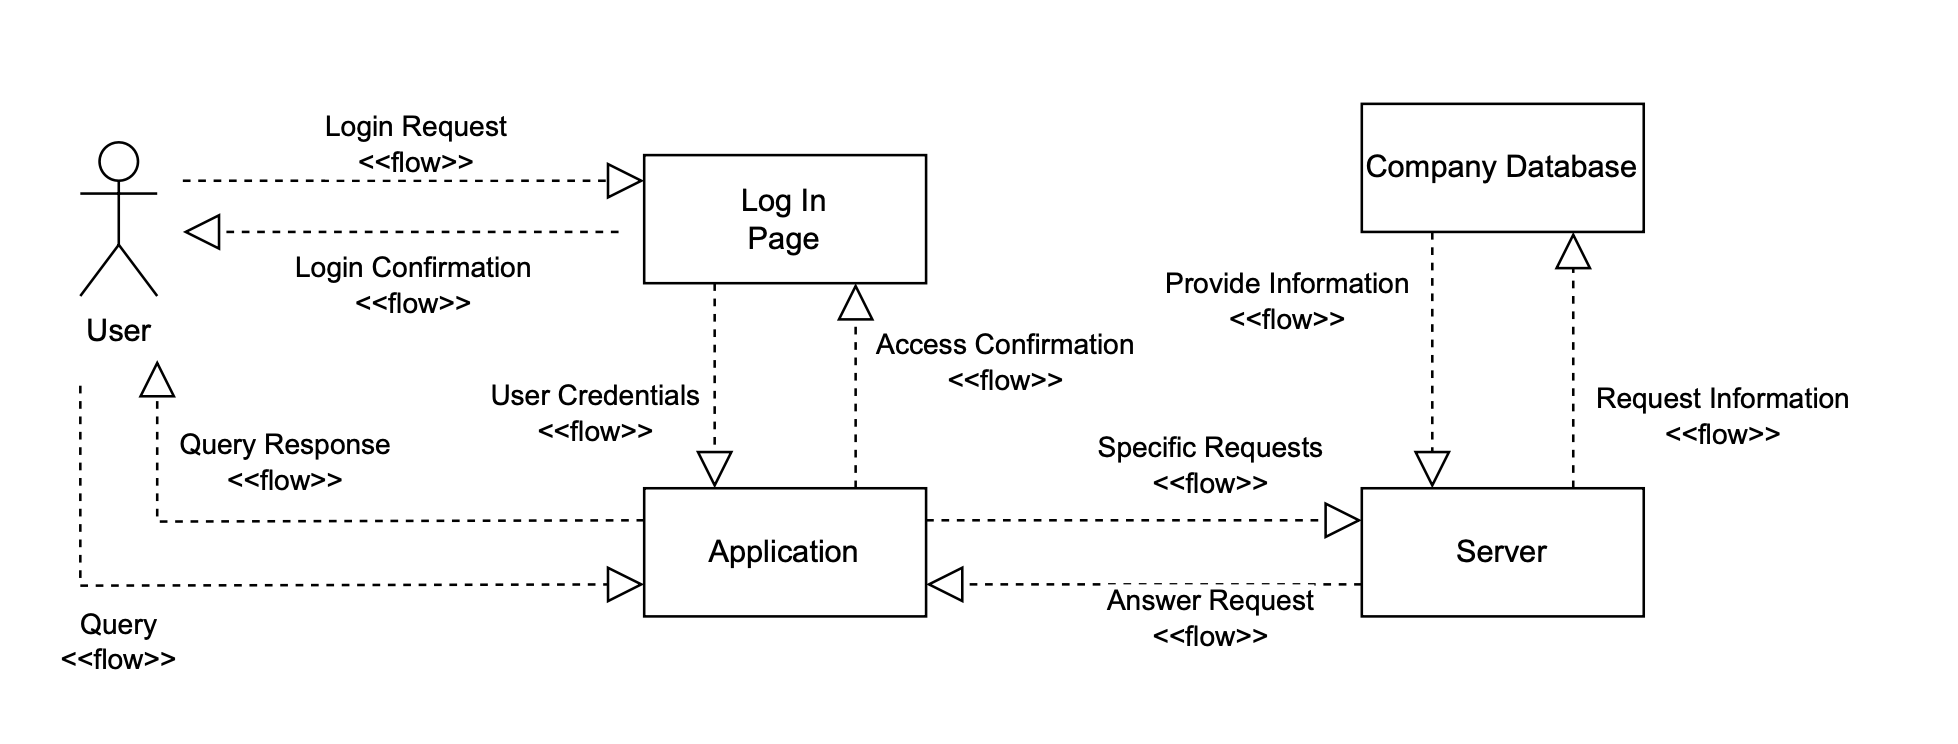 Login Request
<<flow>>
Log In
Page
Company Database
Login Confirmation
<<flow>>
User
Provide Information
<<flow>>
Access Confirmation
<<flow>>
User Credentials
<<flow>>
Request Information
<<flow>>
Query Response
<<flow>>
Specific Requests
<<flow>>
Application
Server
Answer Request
<<flow>>
Query
<<flow>>